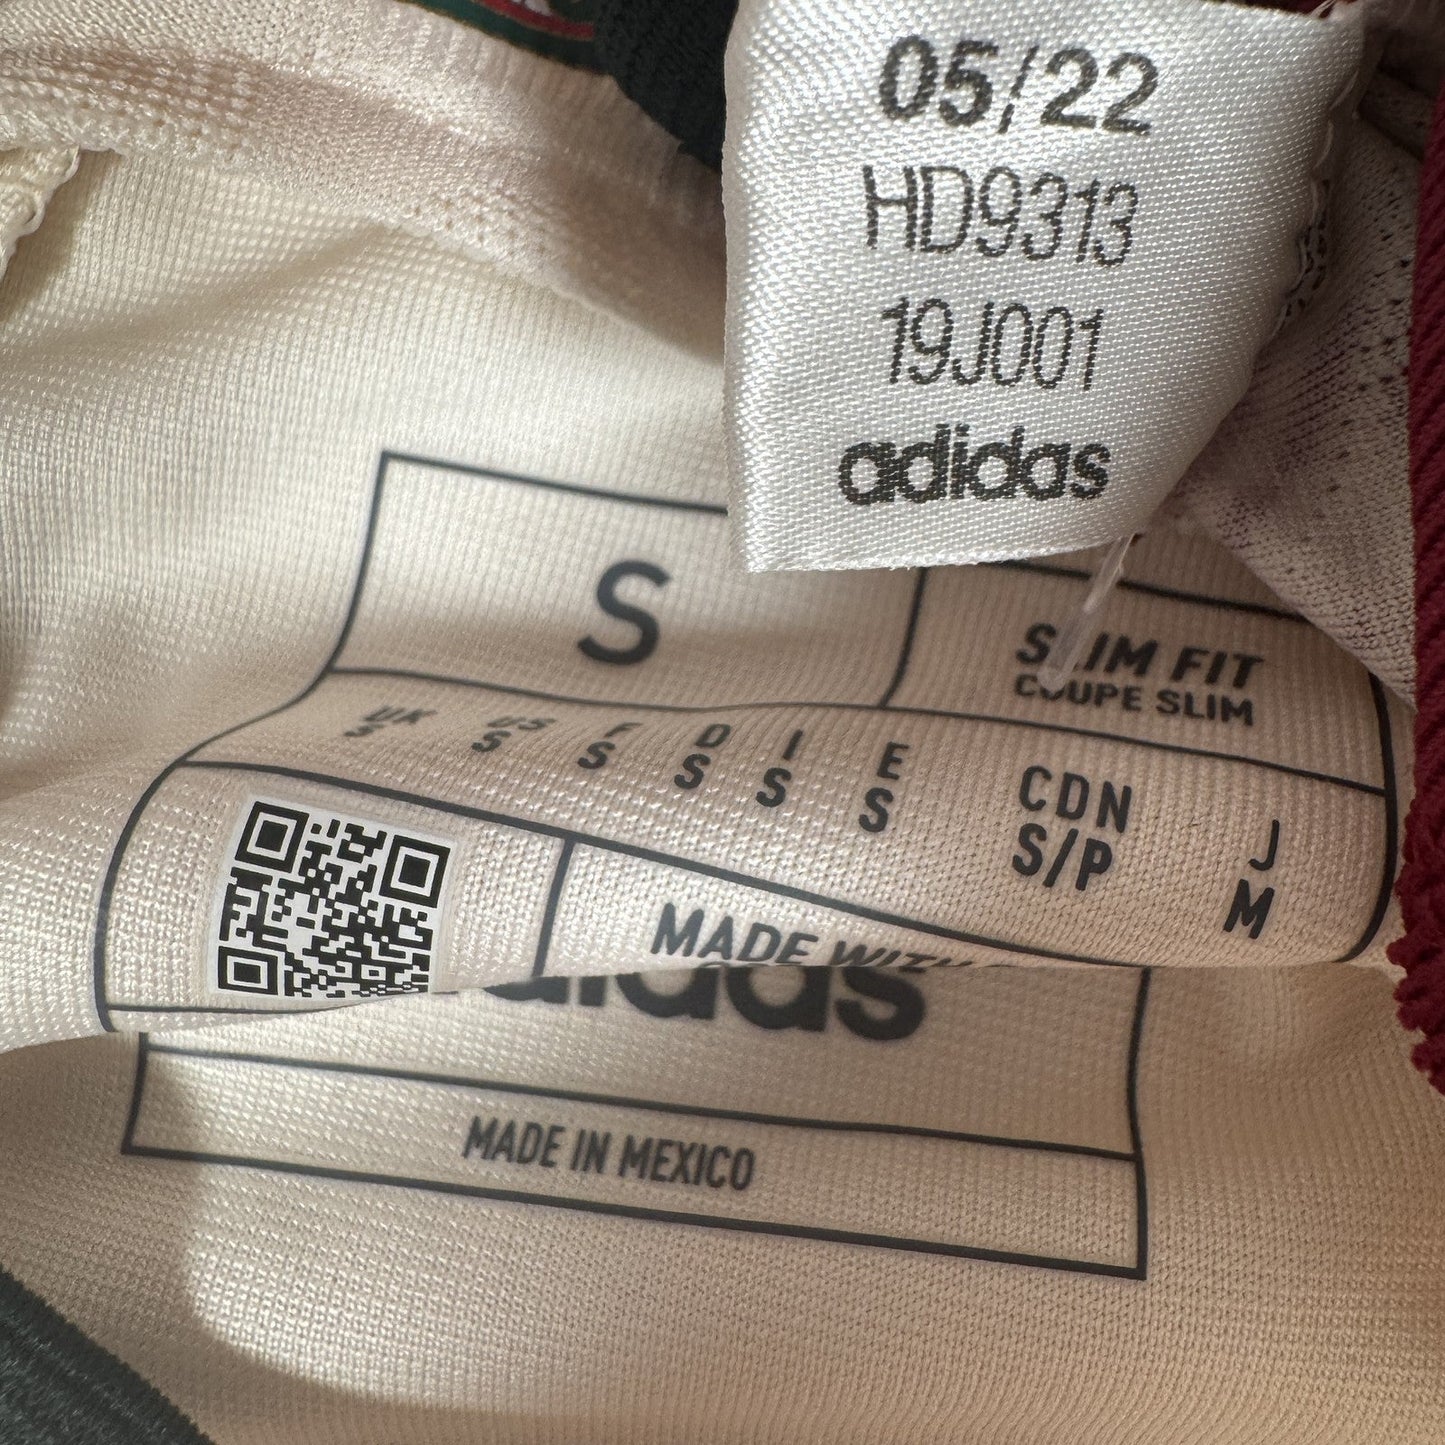 05/22
HD9313
19J001
adidas
S
SLIM FIT
COUPE SLIM
UK US F D I E CDN J
S S S S S S S/P M
MADE WITH
adidas
MADE IN MEXICO